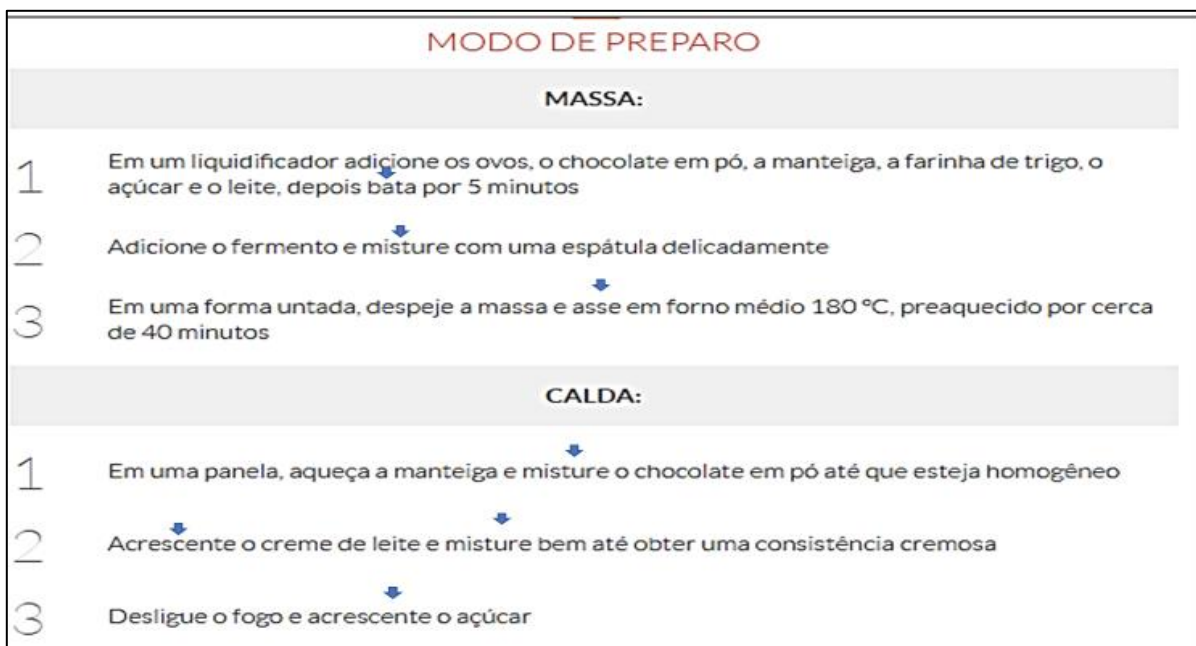 MODO DE PREPARO
MASSA:
1
Em um liquidificador adicione os ovos, o chocolate em pó, a manteiga, a farinha de trigo, o
açúcar e o leite, depois bata por 5 minutos
2
Adicione o fermento e misture com uma espátula delicadamente
3
Em uma forma untada, despeje a massa e asse em forno médio 180 ºC, preaquecido por cerca
de 40 minutos
CALDA:
1
Em uma panela, aqueça a manteiga e misture o chocolate em pó até que esteja homogêneo
2
Acrescente o creme de leite e misture bem até obter uma consistência cremosa
3
Desligue o fogo e acrescente o açúcar